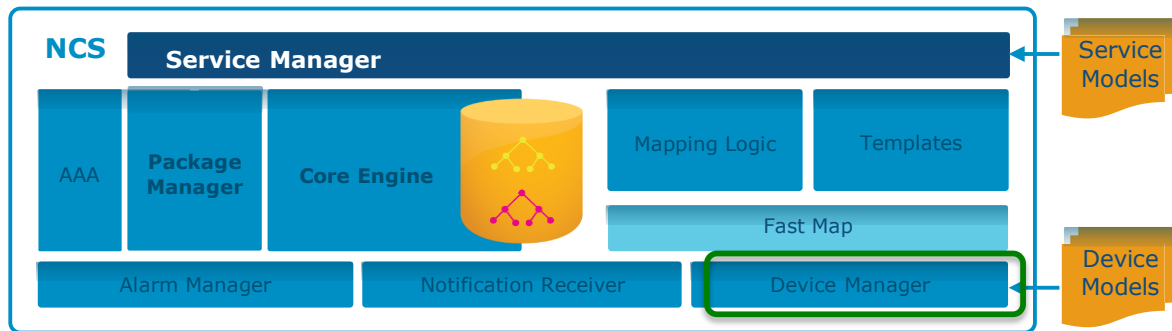 NCS
Service Manager
Service
Models
AAA
Package
Manager
Core Engine
Mapping Logic
Templates
Fast Map
Alarm Manager
Notification Receiver
Device Manager
Device
Models